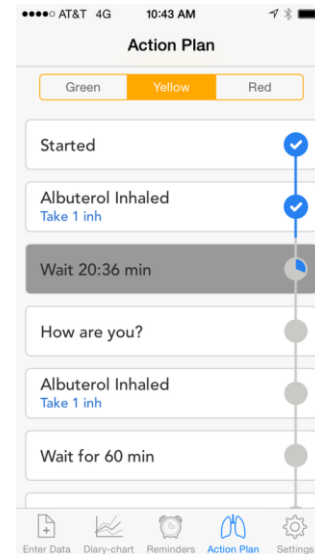 AT&T 4G 10:43 AM
Action Plan
Green Yellow Red
Started
Albuterol Inhaled
Take 1 inh
Wait 20:36 min
How are you?
Albuterol Inhaled
Take 1 inh
Wait for 60 min
Enter Data Diary-chart Reminders Action Plan Settings